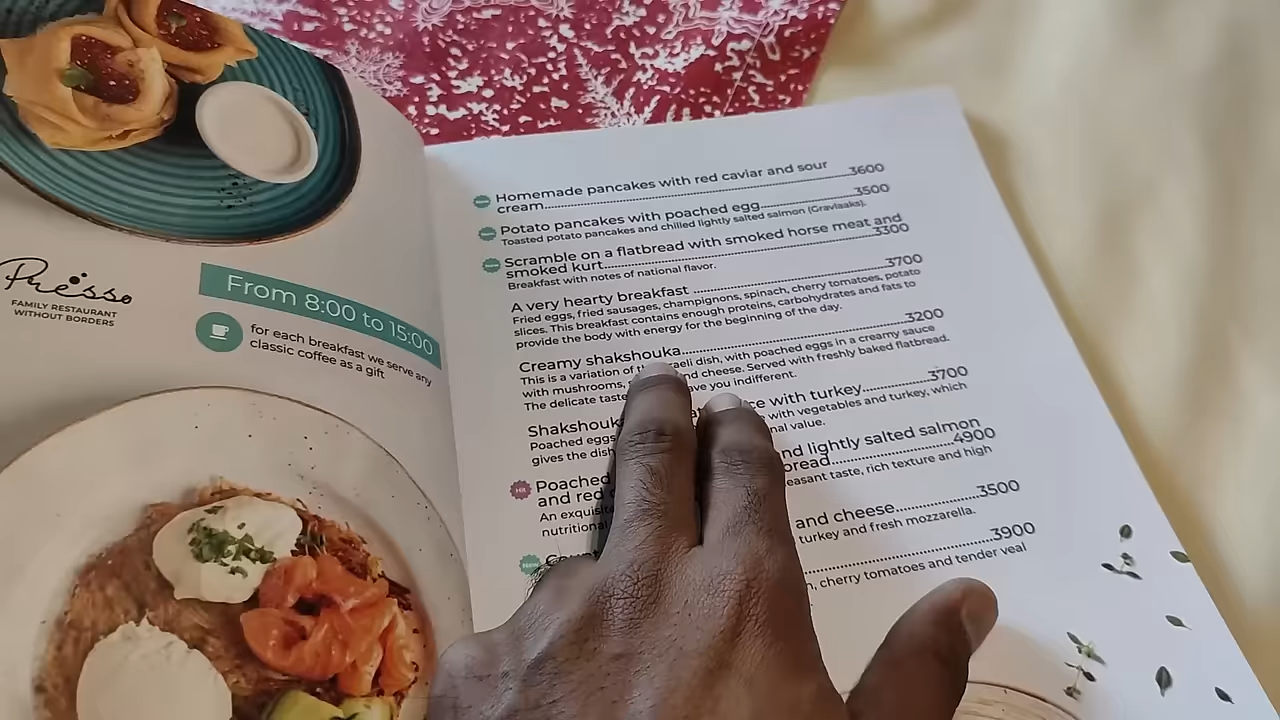 Presso
FAMILY RESTAURANT
WITHOUT BORDERS
From 8:00 to 15:00
for each breakfast we serve any
classic coffee as a gift
Homemade pancakes with red caviar and sour
cream 3600
Potato pancakes with poached egg 3500
Toasted potato pancakes and chilled lightly salted salmon (Gravlaaks).
Scramble on a flatbread with smoked horse meat and
smoked kurt 3300
Breakfast with notes of national flavor.
A very hearty breakfast 3700
Fried eggs, fried sausages, champignons, spinach, cherry tomatoes, potato
slices. This breakfast contains enough proteins, carbohydrates and fats to
provide the body with energy for the beginning of the day.
Creamy shakshouka 3200
This is a variation of dish, with poached eggs in a creamy sauce
with mushrooms, and cheese. Served with freshly baked flatbread.
The delicate taste you indifferent.
with turkey 3700
Poached eggs with vegetables and turkey, which
gives the value.
Hit
Poached and lightly salted salmon
and red 4900
An taste, rich texture and high
nutritional
New
and cheese 3500
turkey and fresh mozzarella.
3900
cherry tomatoes and tender veal